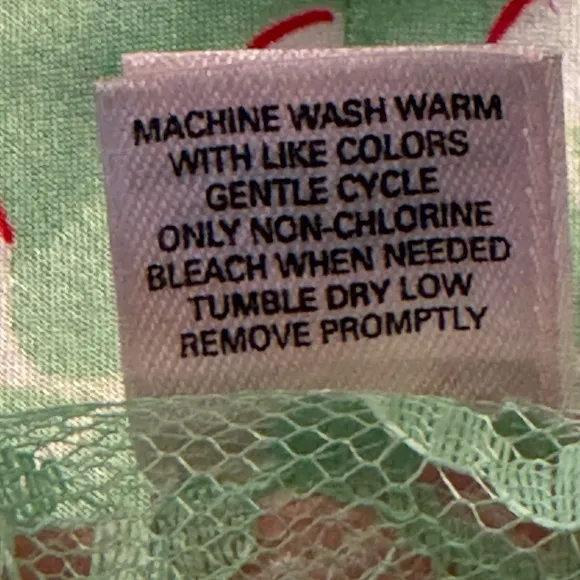 MACHINE WASH WARM
WITH LIKE COLORS
GENTLE CYCLE
ONLY NON-CHLORINE
BLEACH WHEN NEEDED
TUMBLE DRY LOW
REMOVE PROMPTLY